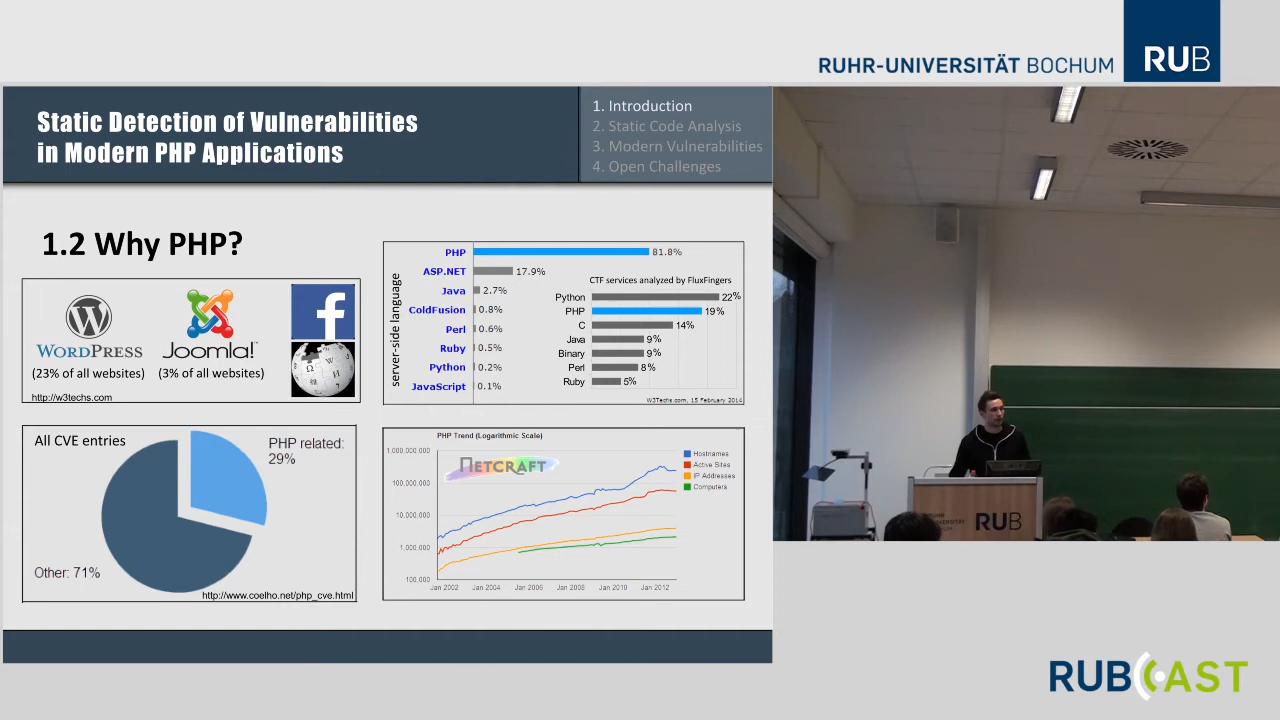 RUHR-UNIVERSITÄT BOCHUM
RUB
Static Detection of Vulnerabilities
in Modern PHP Applications
1. Introduction
2. Static Code Analysis
3. Modern Vulnerabilities
4. Open Challenges
1.2 Why PHP?
WORDPRESS
(23% of all websites)
Joomla!
(3% of all websites)
http://w3techs.com
server-side language
PHP 81.8%
ASP.NET 17.9%
Java 2.7%
ColdFusion 0.8%
Perl 0.6%
Ruby 0.5%
Python 0.2%
JavaScript 0.1%
CTF services analyzed by FluxFingers
Python 22%
PHP 19%
C 14%
Java 9%
Binary 9%
Perl 8%
Ruby 5%
W3Techs.com, 15 February 2014
All CVE entries
PHP related:
29%
Other: 71%
http://www.coelho.net/php_cve.html
PHP Trend (Logarithmic Scale)
NETCRAFT
1.000.000.000
100.000.000
10.000.000
1.000.000
100.000
Jan 2002 Jan 2004 Jan 2006 Jan 2008 Jan 2010 Jan 2012
Hostnames
Active Sites
IP Addresses
Computers
RUHR
UNIVERSITÄT
BOCHUM
RUB
RUBCAST